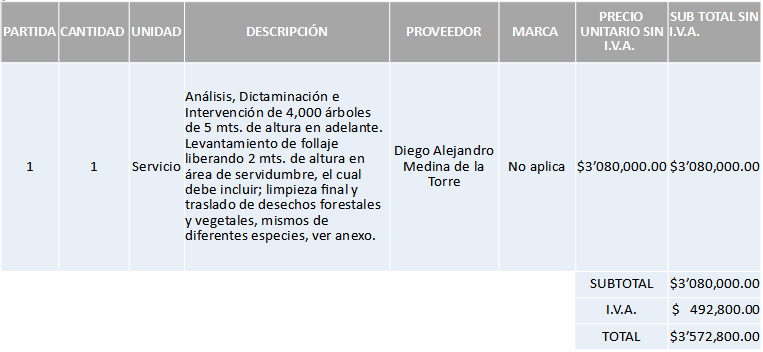 PARTIDA CANTIDAD UNIDAD DESCRIPCIÓN PROVEEDOR MARCA PRECIO UNITARIO SIN I.V.A. SUB TOTAL SIN I.V.A.
1 1 Servicio
Análisis, Dictaminación e
Intervención de 4,000 árboles
de 5 mts. de altura en adelante.
Levantamiento de follaje
liberando 2 mts. de altura en
área de servidumbre, el cual
debe incluir; limpieza final y
traslado de desechos forestales
y vegetales, mismos de
diferentes especies, ver anexo.
Diego Alejandro
Medina de la
Torre
No aplica $3’080,000.00 $3’080,000.00
SUBTOTAL $3’080,000.00
I.V.A. $ 492,800.00
TOTAL $3’572,800.00